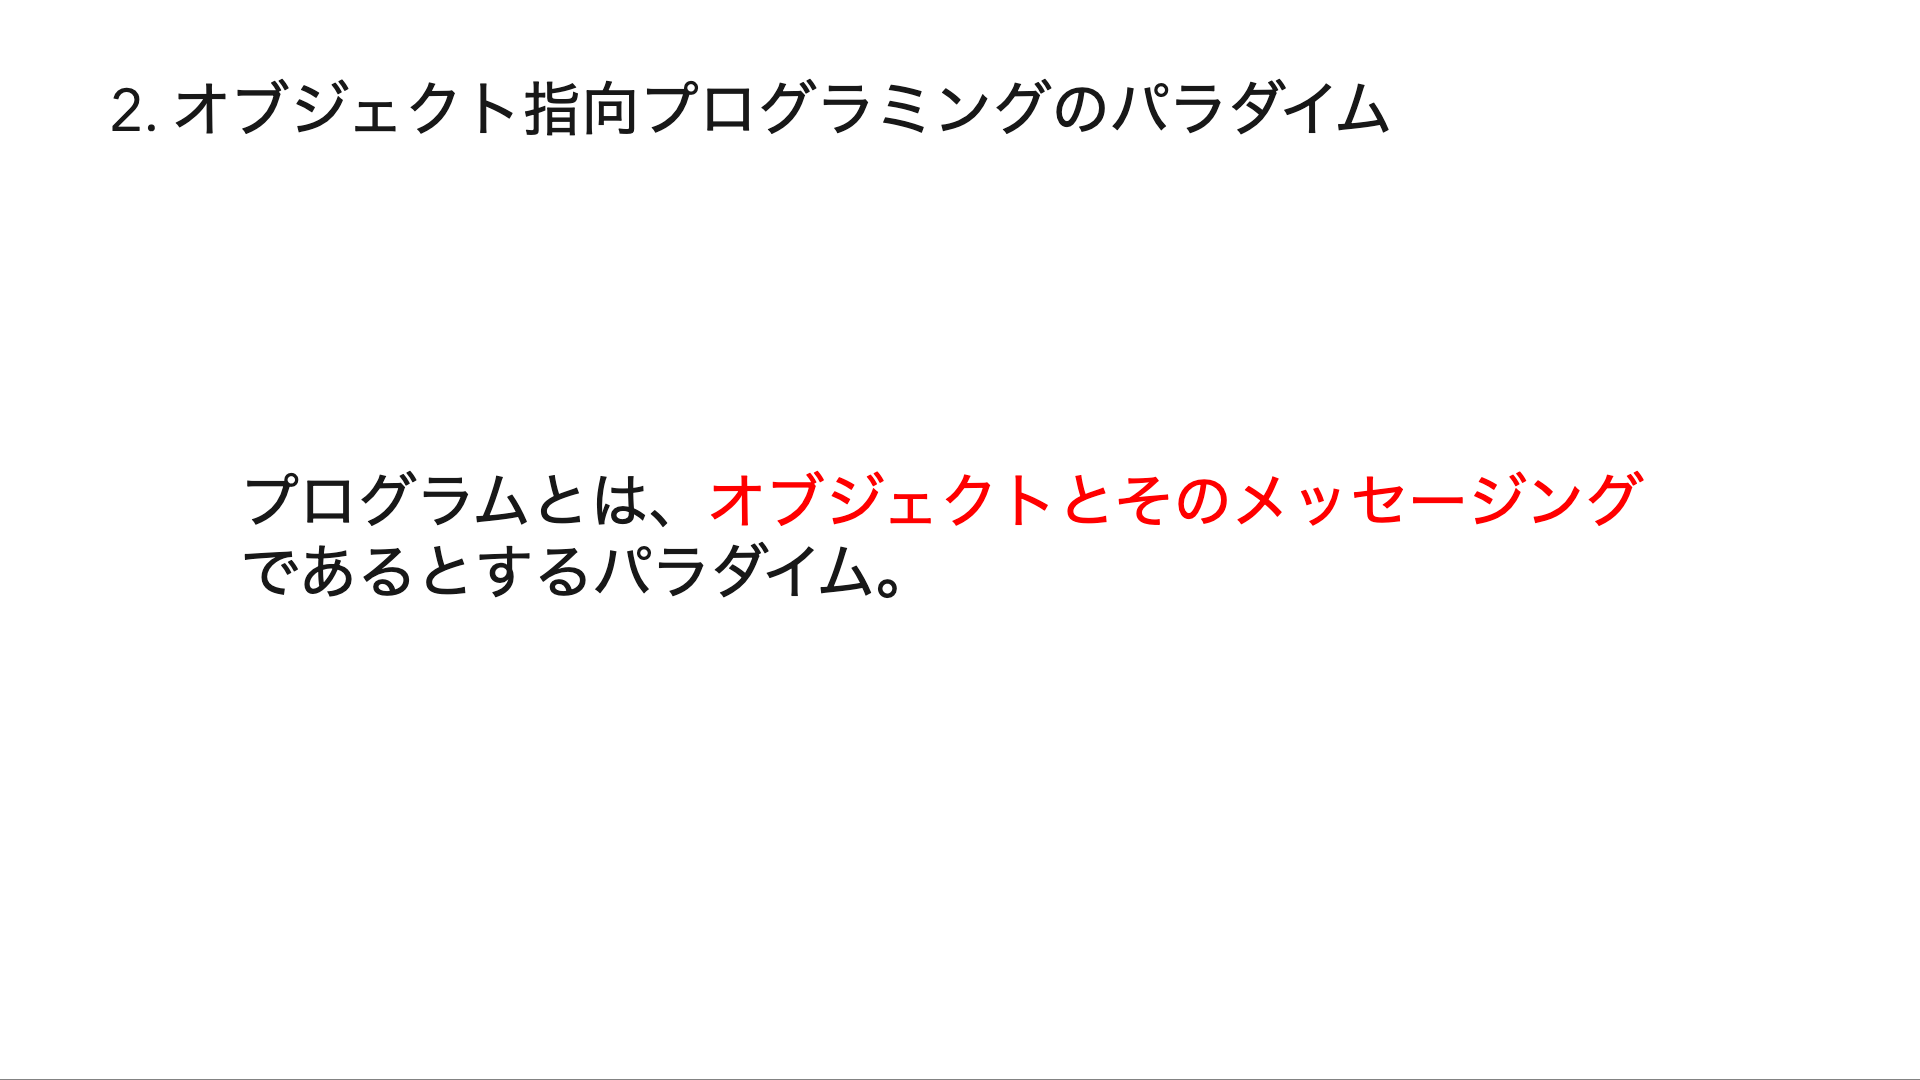 2. オブジェクト指向プログラミングのパラダイム
プログラムとは、オブジェクトとそのメッセージング
であるとするパラダイム。